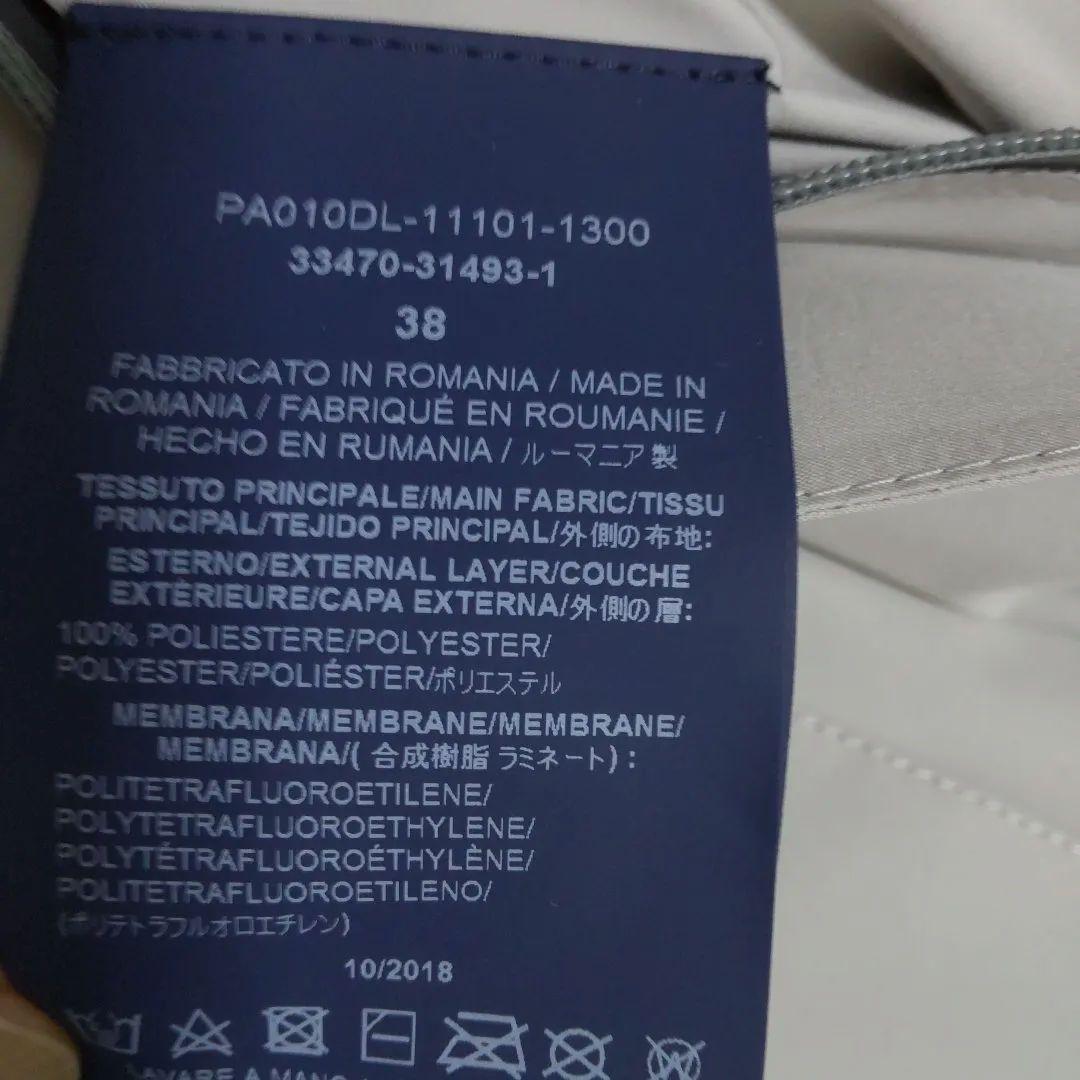 PA010DL-11101-1300
33470-31493-1
38
FABBRICATO IN ROMANIA / MADE IN
ROMANIA / FABRIQUÉ EN ROUMANIE /
HECHO EN RUMANIA / ルーマニア製
TESSUTO PRINCIPALE/MAIN FABRIC/TISSU
PRINCIPAL/TEJIDO PRINCIPAL/外側の布地:
ESTERNO/EXTERNAL LAYER/COUCHE
EXTÈRIEURE/CAPA EXTERNA/外側の層:
100% POLIESTERE/POLYESTER/
POLYESTER/POLIÉSTER/ポリエステル
MEMBRANA/MEMBRANE/MEMBRANE/
MEMBRANA/(合成樹脂 ラミネート):
POLITETRAFLUOROETILENE/
POLYTETRAFLUOROETHYLENE/
POLYTÉTRAFLUOROÉTHYLÈNE/
POLITETRAFLUOROETILENO/
(ポリテトラフルオロエチレン)
10/2018
LAVARE A MANO